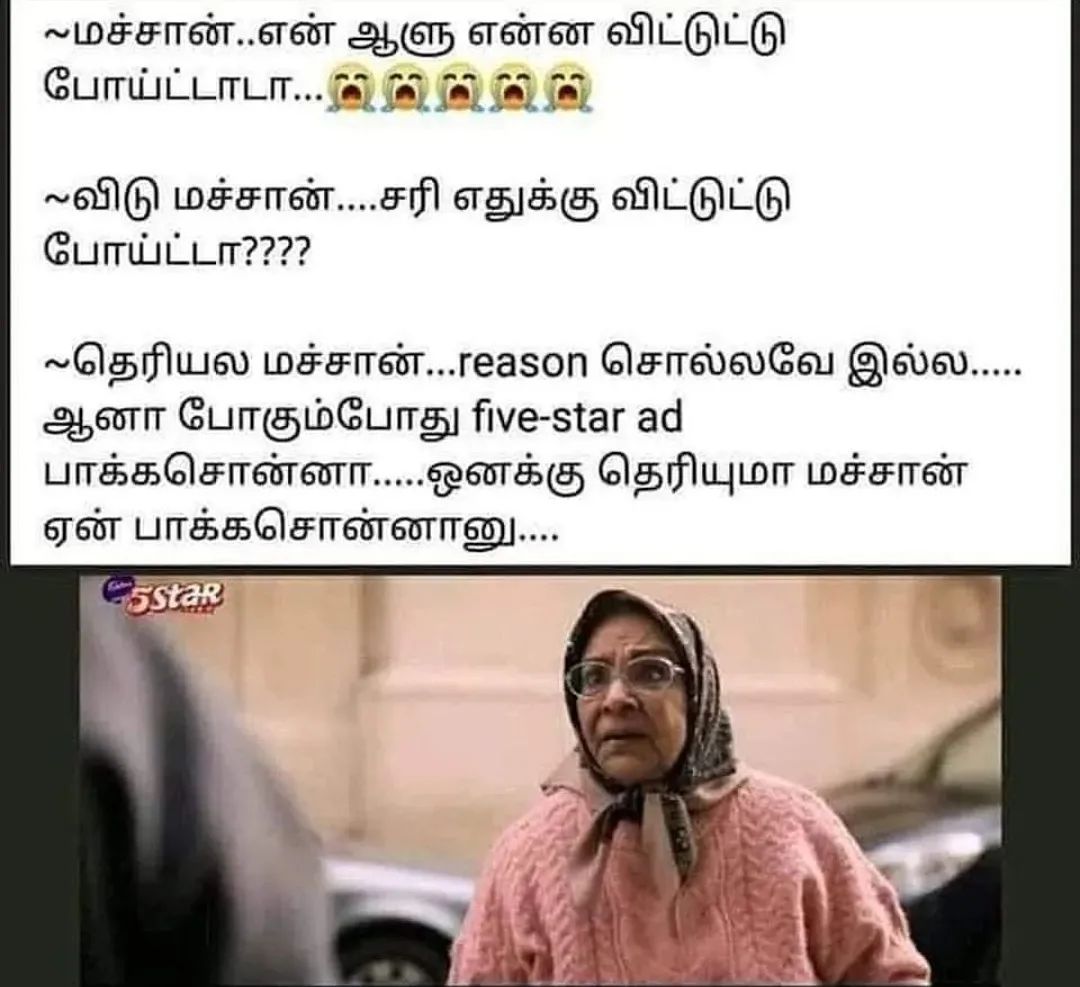 ~மச்சான்..என் ஆளு என்ன விட்டுட்டு
போய்ட்டாடா...😭😭😭😭😭
~விடு மச்சான்....சரி எதுக்கு விட்டுட்டு
போய்ட்டா????
~தெரியல மச்சான்...reason சொல்லவே இல்ல.....
ஆனா போகும்போது five-star ad
பாக்கசொன்னா.....ஒனக்கு தெரியுமா மச்சான்
ஏன் பாக்கசொன்னானு....
5STAR